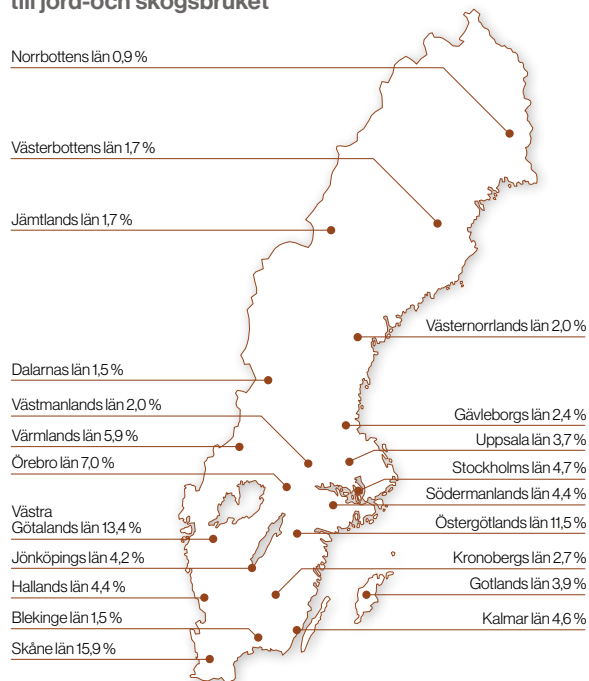 till jord-och skogsbruket
Norrbottens län 0,9 %
Västerbottens län 1,7 %
Jämtlands län 1,7 %
Västernorrlands län 2,0 %
Dalarnas län 1,5 %
Västmanlands län 2,0 %
Värmlands län 5,9 %
Örebro län 7,0 %
Västra
Götalands län 13,4 %
Jönköpings län 4,2 %
Hallands län 4,4 %
Blekinge län 1,5 %
Skåne län 15,9 %
Gävleborgs län 2,4 %
Uppsala län 3,7 %
Stockholms län 4,7 %
Södermanlands län 4,4 %
Östergötlands län 11,5 %
Kronobergs län 2,7 %
Gotlands län 3,9 %
Kalmar län 4,6 %